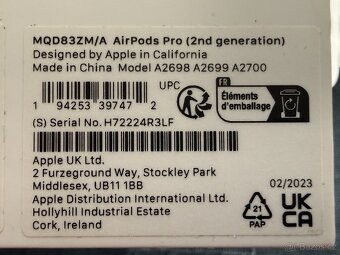 MQD83ZM/A AirPods Pro (2nd generation)
Designed by Apple in California
Made in China Model A2698 A2699 A2700
1 94253 39747 2
UPC
FR
Éléments
d'emballage
(S) Serial No. H72224R3LF
Apple UK Ltd.
2 Furzeground Way, Stockley Park
Middlesex, UB11 1BB
Apple Distribution International Ltd.
Hollyhill Industrial Estate
Cork, Ireland
02/2023
21
PAP
UK
CA